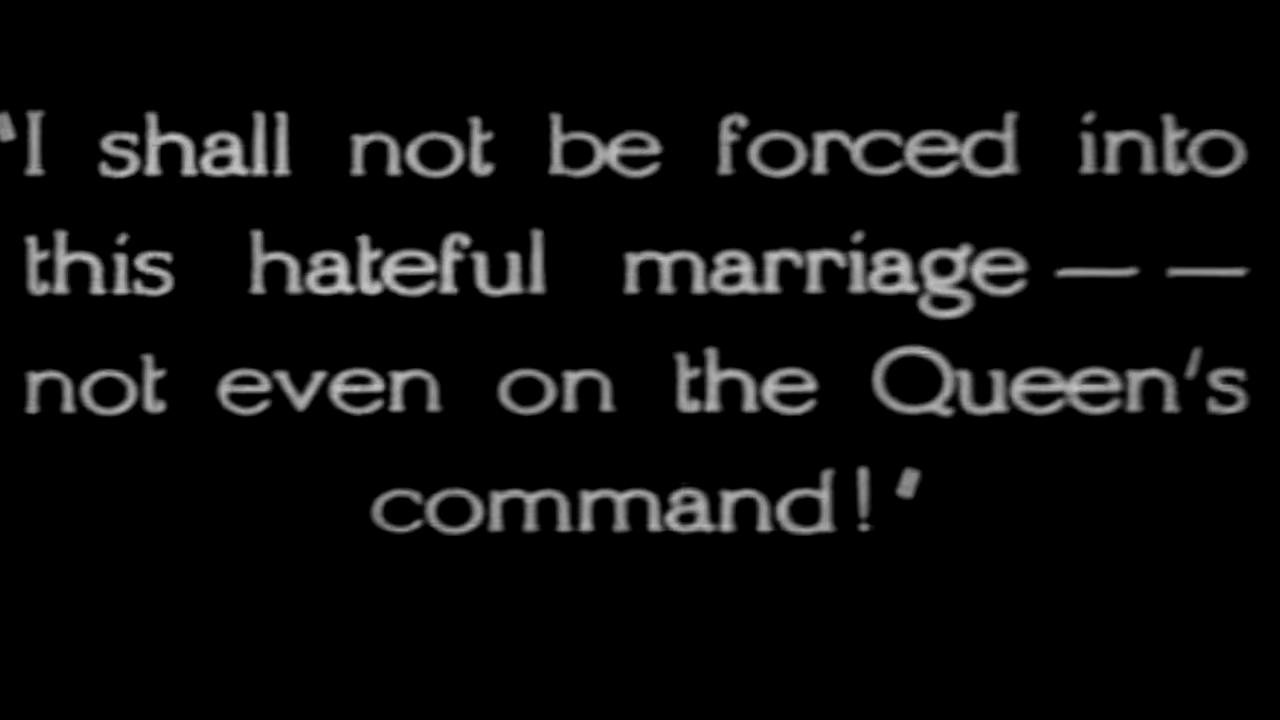 "I shall not be forced into
this hateful marriage — —
not even on the Queen's
command!"